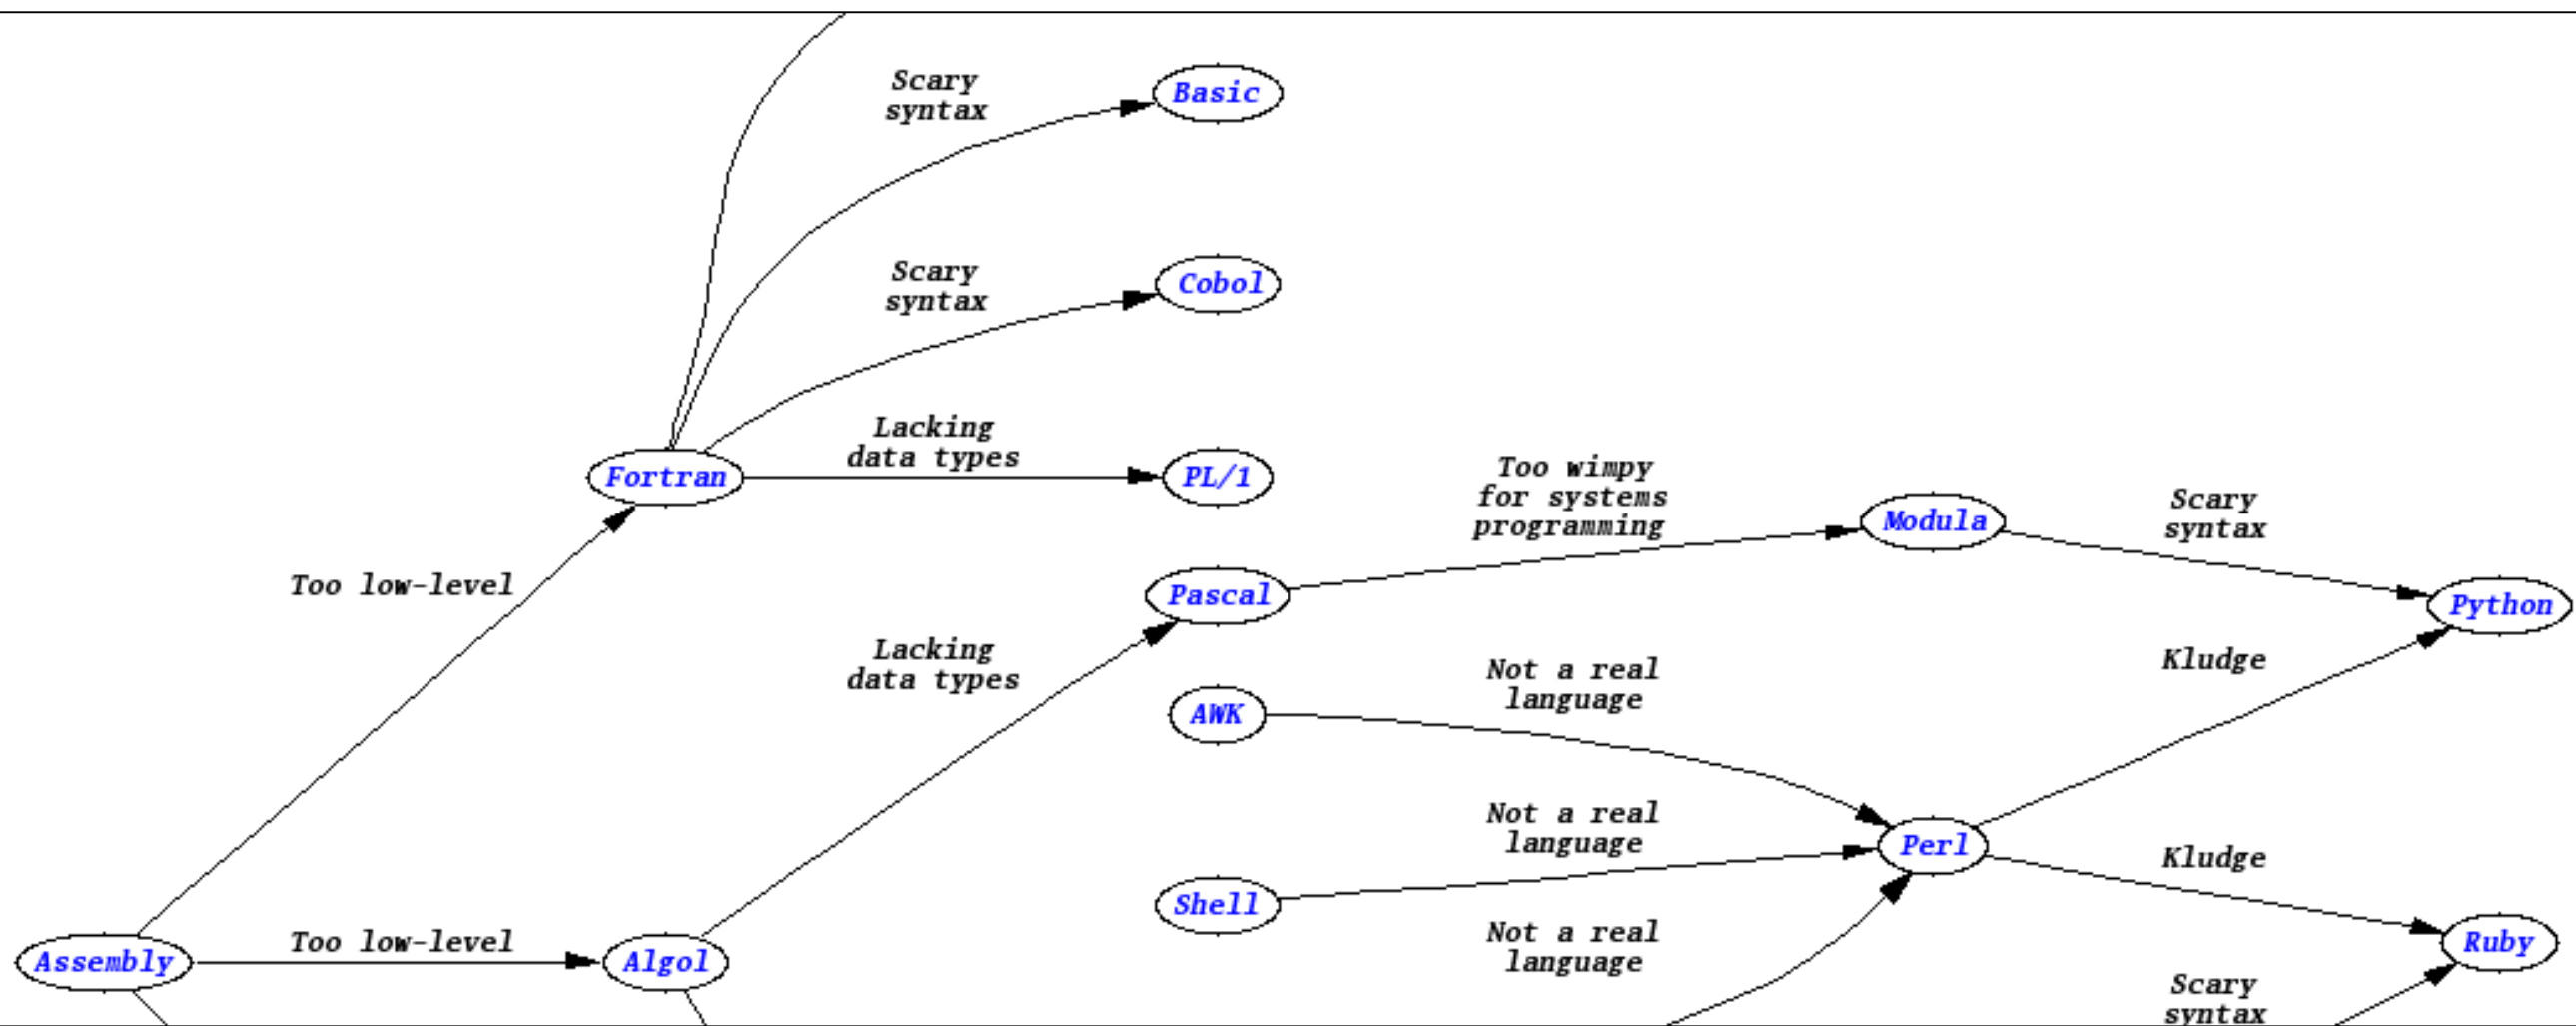 Scary
syntax
Basic
Scary
syntax
Cobol
Lacking
data types
Fortran
PL/1
Too wimpy
for systems
programming
Modula
Scary
syntax
Too low-level
Pascal
Python
Lacking
data types
Not a real
language
Kludge
AWK
Not a real
language
Perl
Kludge
Shell
Not a real
language
Assembly
Too low-level
Algol
Ruby
Scary
syntax